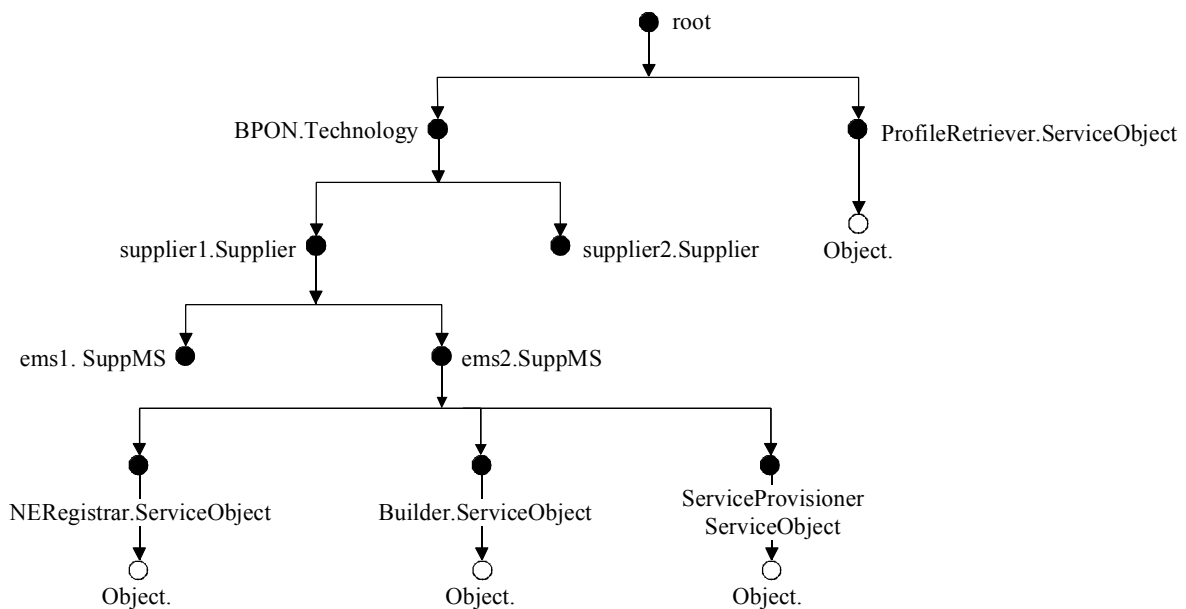 root
BPON.Technology
ProfileRetriever.ServiceObject
supplier1.Supplier
supplier2.Supplier
Object.
ems1. SuppMS
ems2.SuppMS
NERegistrar.ServiceObject
Builder.ServiceObject
ServiceProvisioner
ServiceObject
Object.
Object.
Object.